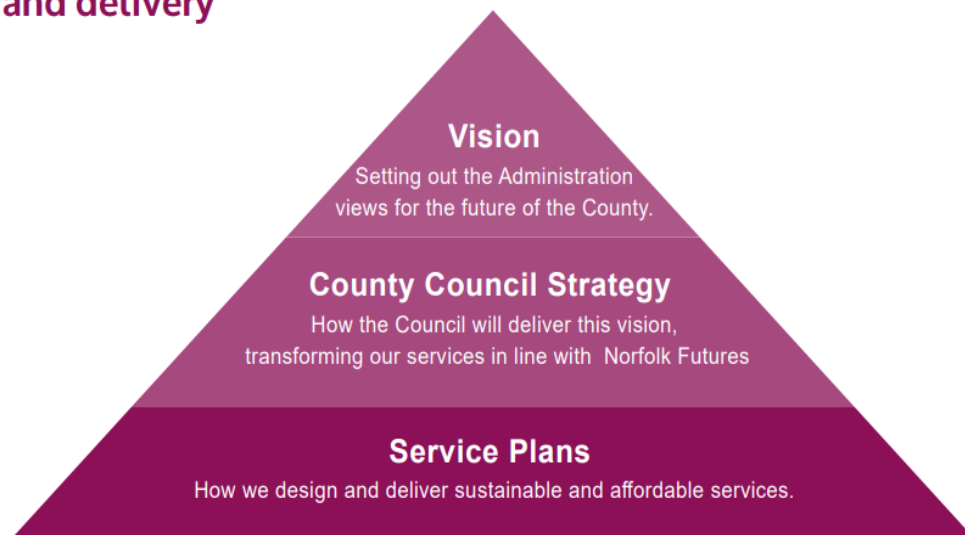 and delivery
Vision
Setting out the Administration
views for the future of the County.
County Council Strategy
How the Council will deliver this vision,
transforming our services in line with Norfolk Futures
Service Plans
How we design and deliver sustainable and affordable services.